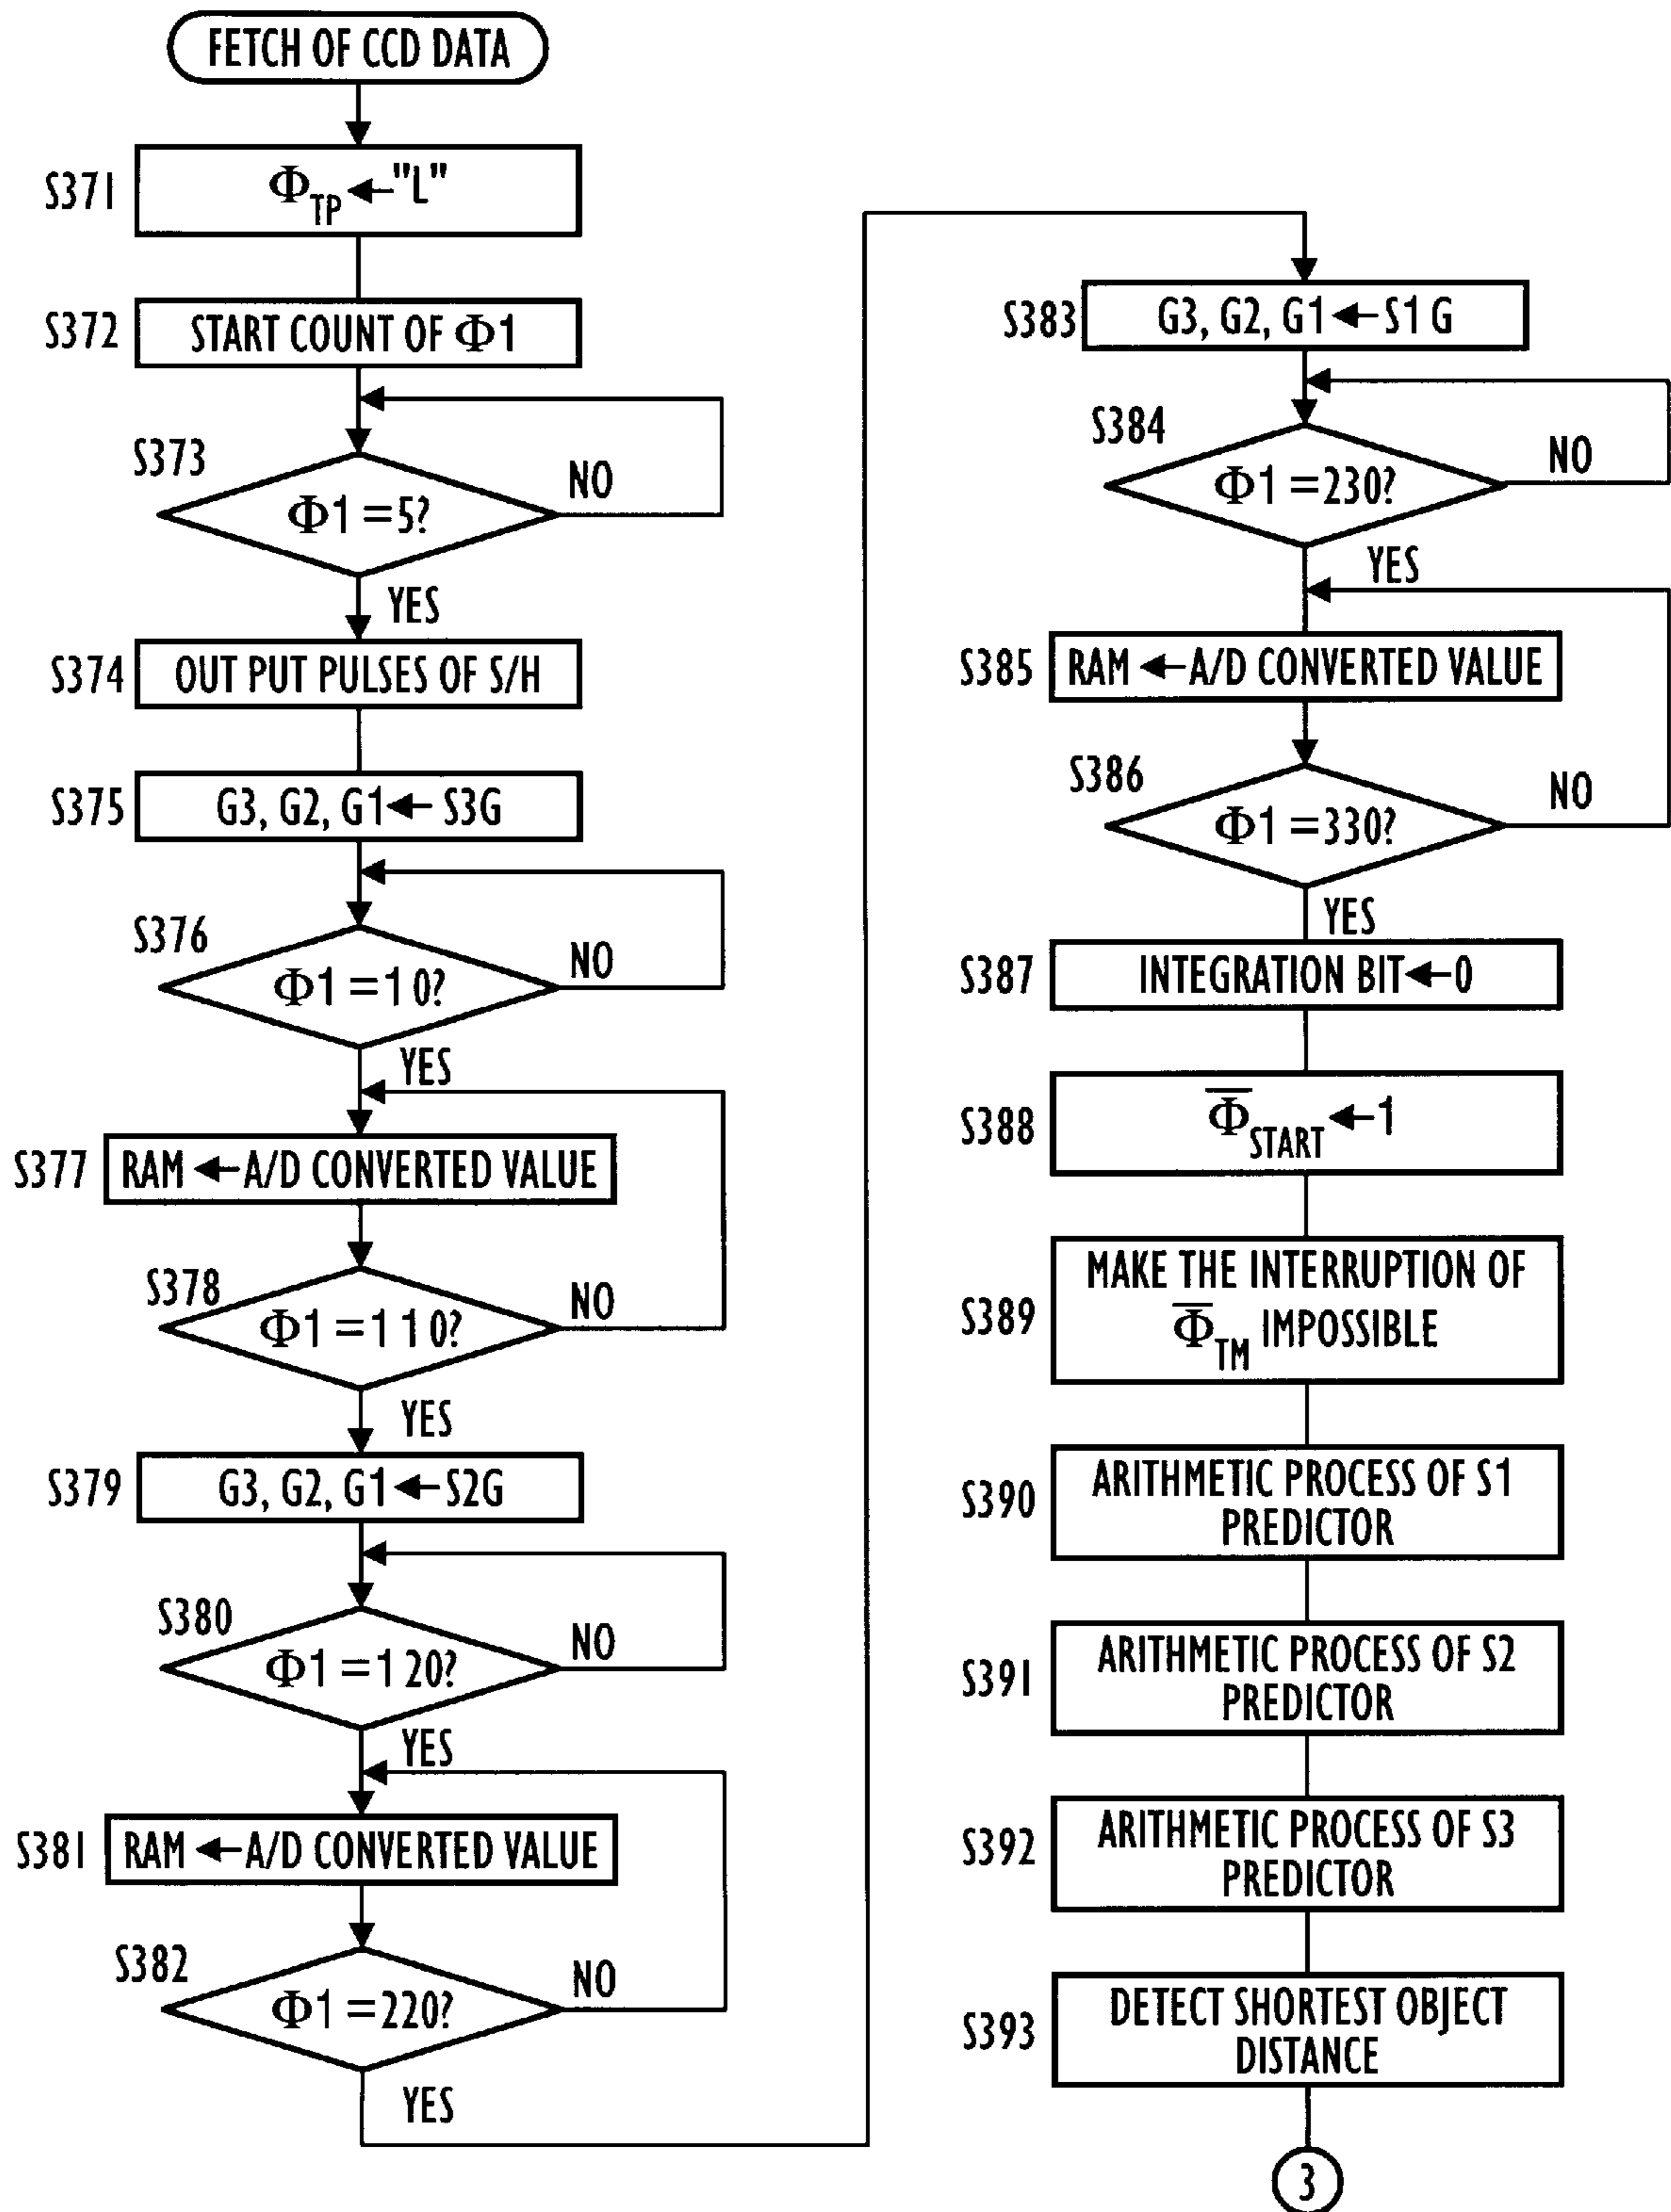 FETCH OF CCD DATA
S371
Φ_TP ← "L"
S372
START COUNT OF Φ1
S373
Φ1 = 5?
NO
YES
S374
OUT PUT PULSES OF S/H
S375
G3, G2, G1 ← S3G
S376
Φ1 = 10?
NO
YES
S377
RAM ← A/D CONVERTED VALUE
S378
Φ1 = 110?
NO
YES
S379
G3, G2, G1 ← S2G
S380
Φ1 = 120?
NO
YES
S381
RAM ← A/D CONVERTED VALUE
S382
Φ1 = 220?
NO
YES
S383
G3, G2, G1 ← S1G
S384
Φ1 = 230?
NO
YES
S385
RAM ← A/D CONVERTED VALUE
S386
Φ1 = 330?
NO
YES
S387
INTEGRATION BIT ← 0
S388
Φ̅_START ← 1
S389
MAKE THE INTERRUPTION OF
Φ̅_TM IMPOSSIBLE
S390
ARITHMETIC PROCESS OF S1
PREDICTOR
S391
ARITHMETIC PROCESS OF S2
PREDICTOR
S392
ARITHMETIC PROCESS OF S3
PREDICTOR
S393
DETECT SHORTEST OBJECT
DISTANCE
3